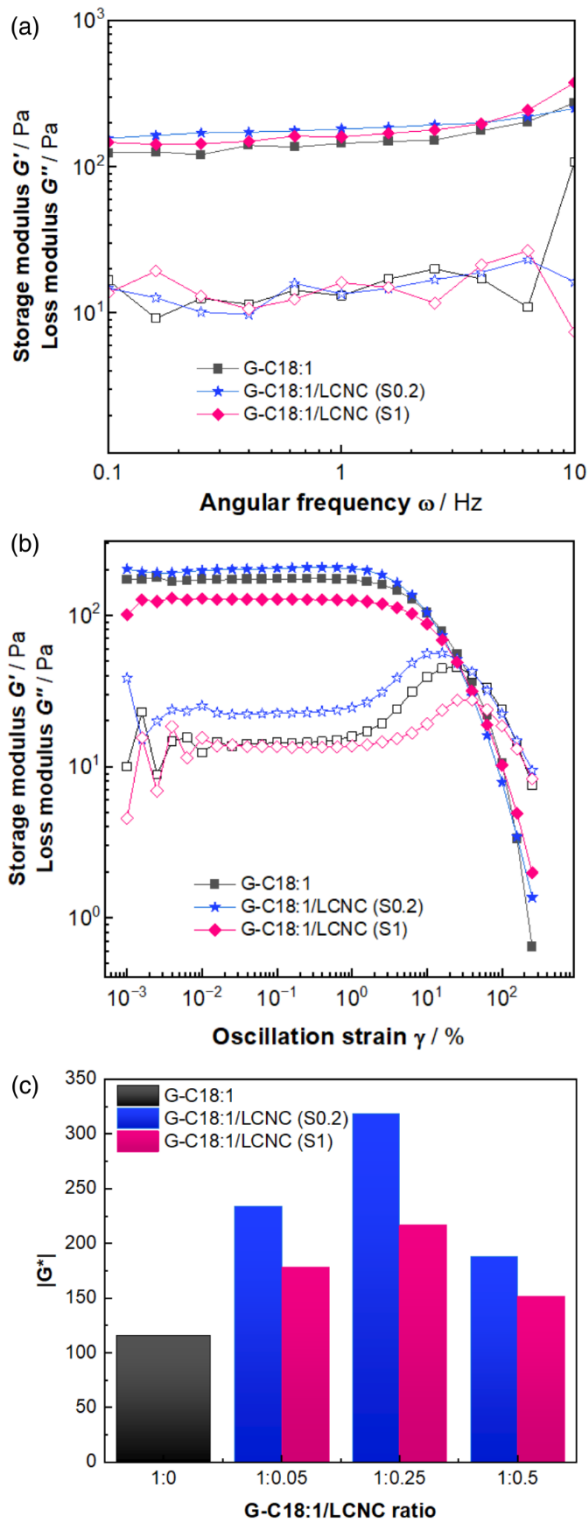 (a)
10³
10²
10¹
Storage modulus G' / Pa
Loss modulus G'' / Pa
G-C18:1
G-C18:1/LCNC (S0.2)
G-C18:1/LCNC (S1)
0.1 1 10
Angular frequency ω / Hz
(b)
10²
10¹
10⁰
Storage modulus G' / Pa
Loss modulus G'' / Pa
G-C18:1
G-C18:1/LCNC (S0.2)
G-C18:1/LCNC (S1)
10⁻³ 10⁻² 10⁻¹ 10⁰ 10¹ 10²
Oscillation strain γ / %
(c)
350
300
250
200
150
100
50
0
|G*|
G-C18:1
G-C18:1/LCNC (S0.2)
G-C18:1/LCNC (S1)
1:0 1:0.05 1:0.25 1:0.5
G-C18:1/LCNC ratio